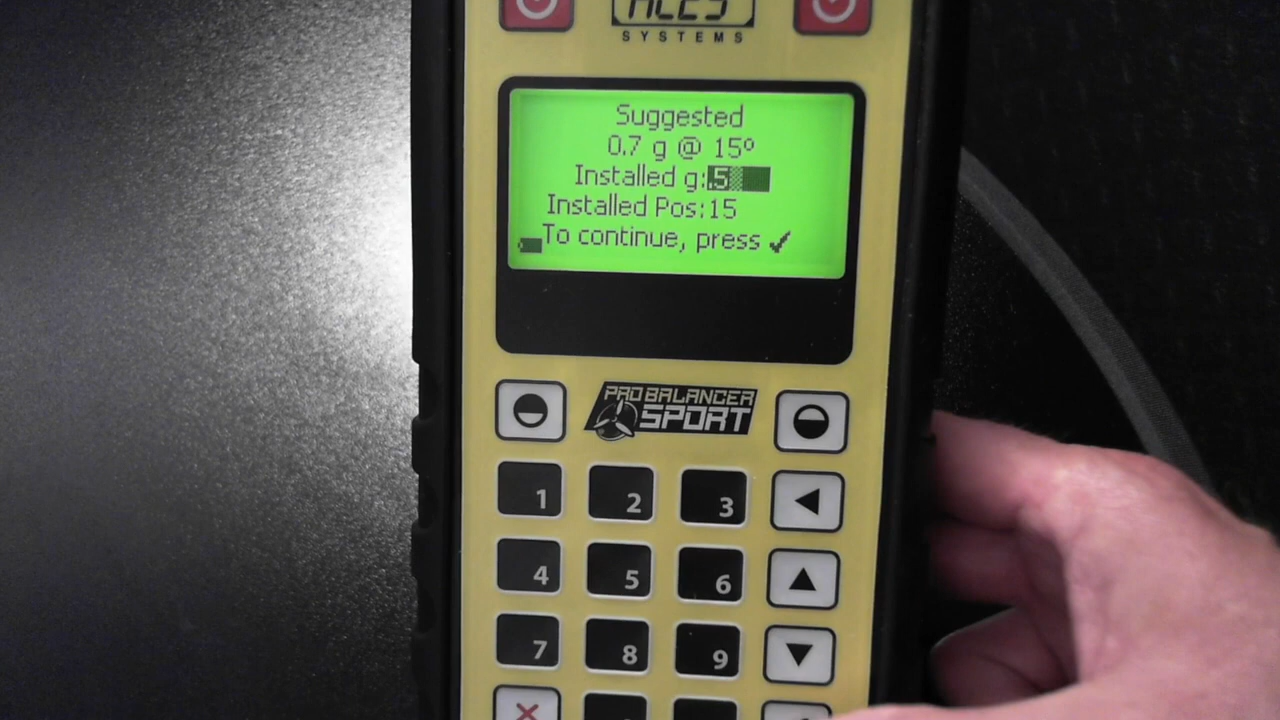 ACES
SYSTEMS
Suggested
0.7 g @ 15º
Installed g:.5
Installed Pos:15
To continue, press ✓
PRO BALANCER
SPORT
1 2 3
4 5 6
7 8 9